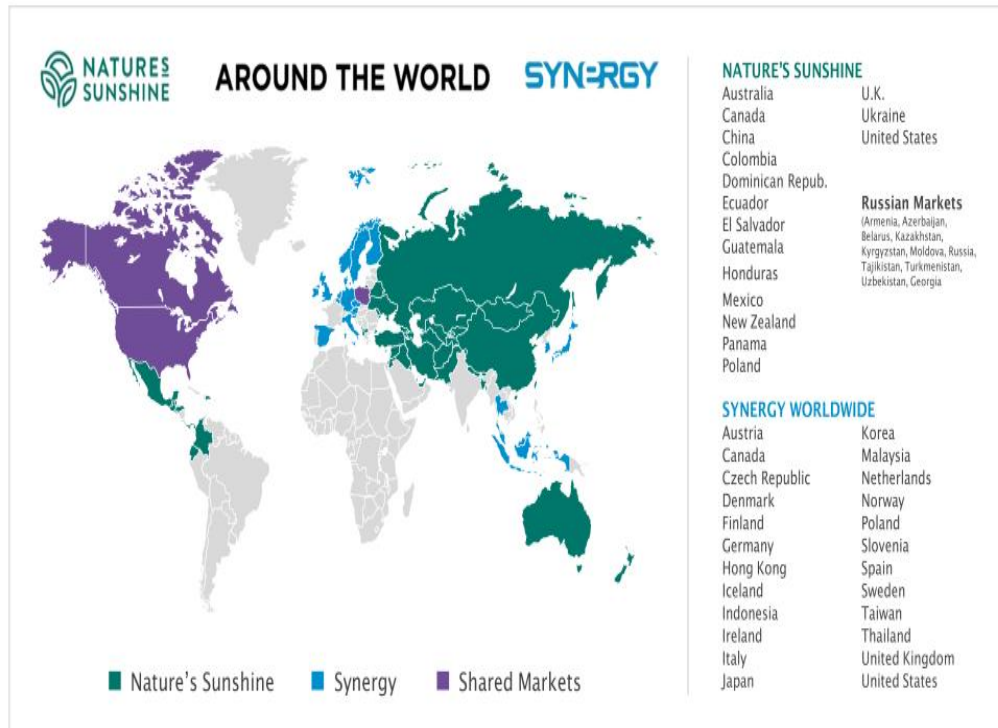 NATURE'S
SUNSHINE
AROUND THE WORLD
SYNERGY
Nature's Sunshine
Synergy
Shared Markets
NATURE'S SUNSHINE
Australia
Canada
China
Colombia
Dominican Repub.
Ecuador
El Salvador
Guatemala
Honduras
Mexico
New Zealand
Panama
Poland
U.K.
Ukraine
United States
Russian Markets
(Armenia, Azerbaijan,
Belarus, Kazakhstan,
Kyrgyzstan, Moldova, Russia,
Tajikistan, Turkmenistan,
Uzbekistan, Georgia
SYNERGY WORLDWIDE
Austria
Canada
Czech Republic
Denmark
Finland
Germany
Hong Kong
Iceland
Indonesia
Ireland
Italy
Japan
Korea
Malaysia
Netherlands
Norway
Poland
Slovenia
Spain
Sweden
Taiwan
Thailand
United Kingdom
United States